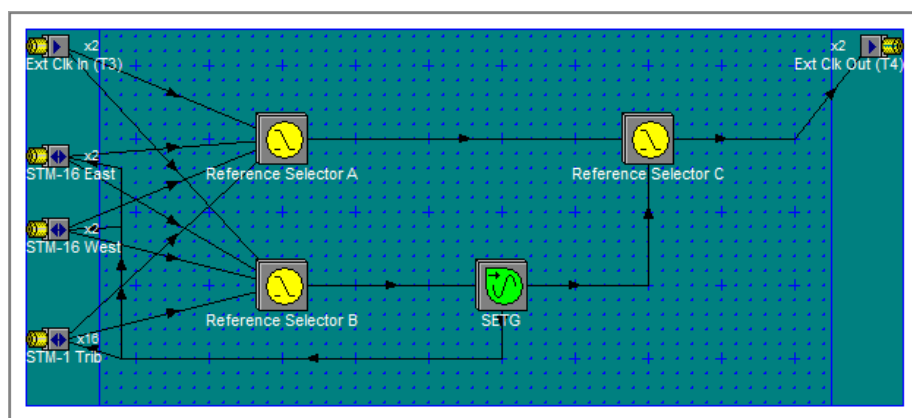 x2
Ext Clk In (T3)
x2
Ext Clk Out (T4)
x2
STM-16 East
Reference Selector A
Reference Selector C
x2
STM-16 West
Reference Selector B
SETG
x16
STM-1 Trib